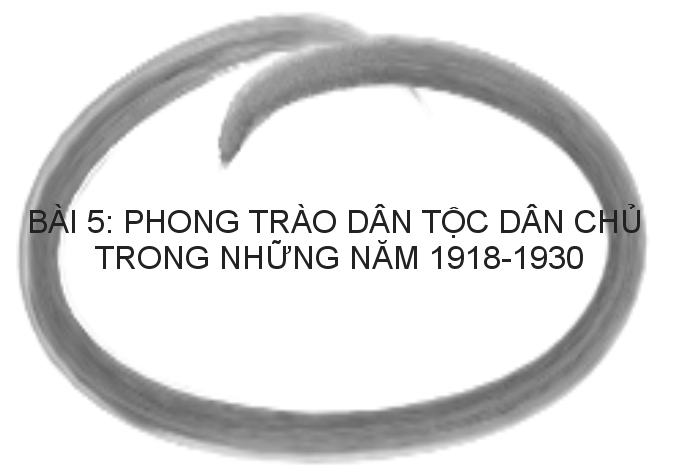 BÀI 5: PHONG TRÀO DÂN TỘC DÂN CHỦ
TRONG NHỮNG NĂM 1918-1930